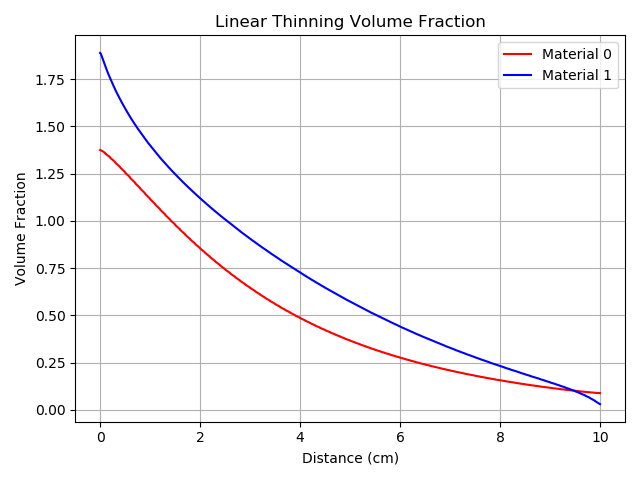 Linear Thinning Volume Fraction
Material 0
Material 1
Volume Fraction
1.75
1.50
1.25
1.00
0.75
0.50
0.25
0.00
0 2 4 6 8 10
Distance (cm)